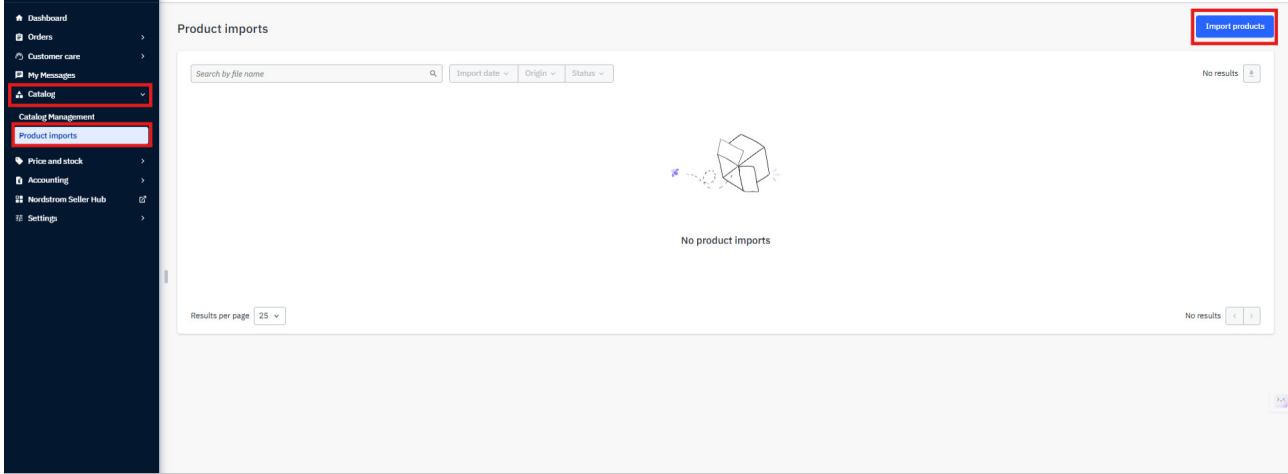 Dashboard
Orders
Customer care
My Messages
Catalog
Catalog Management
Product imports
Price and stock
Accounting
Nordstrom Seller Hub
Settings
Product imports
Import products
Search by file name
Import date
Origin
Status
No results
No product imports
Results per page
25
No results